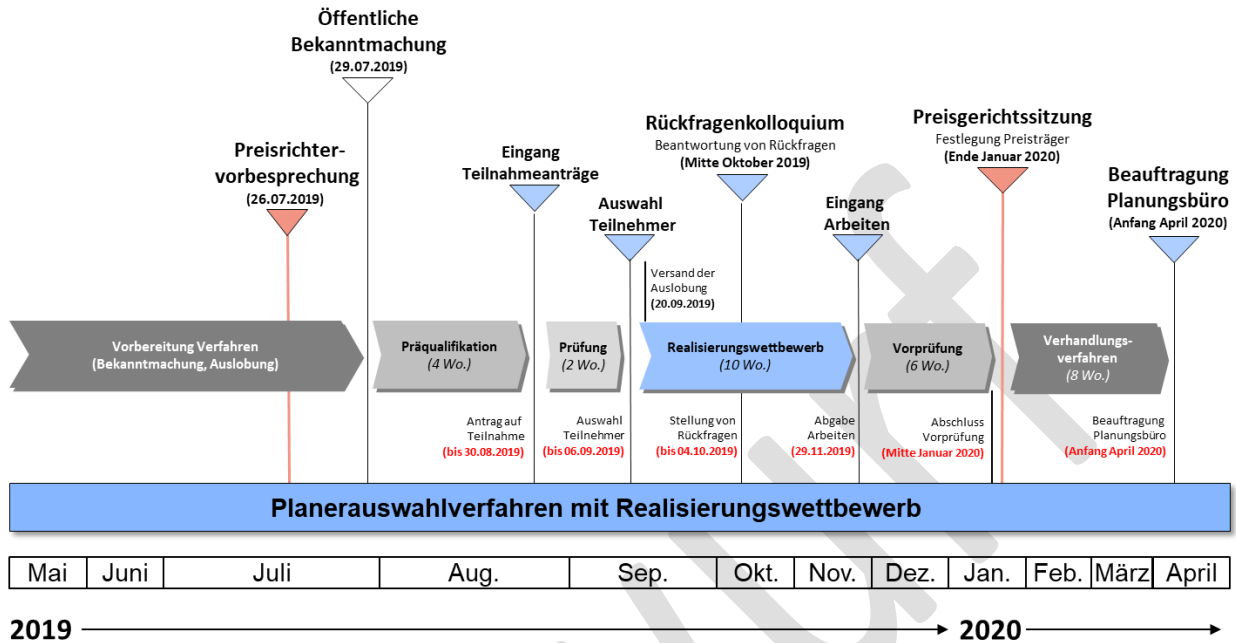 Öffentliche
Bekanntmachung
(29.07.2019)
Preisrichter-
vorbesprechung
(26.07.2019)
Eingang
Teilnahmeanträge
Auswahl
Teilnehmer
Rückfragenkolloquium
Beantwortung von Rückfragen
(Mitte Oktober 2019)
Eingang
Arbeiten
Preisgerichtssitzung
Festlegung Preisträger
(Ende Januar 2020)
Beauftragung
Planungsbüro
(Anfang April 2020)
Versand der
Auslobung
(20.09.2019)
Vorbereitung Verfahren
(Bekanntmachung, Auslobung)
Präqualifikation
(4 Wo.)
Prüfung
(2 Wo.)
Realisierungswettbewerb
(10 Wo.)
Vorprüfung
(6 Wo.)
Verhandlungs-
verfahren
(8 Wo.)
Antrag auf
Teilnahme
(bis 30.08.2019)
Auswahl
Teilnehmer
(bis 06.09.2019)
Stellung von
Rückfragen
(bis 04.10.2019)
Abgabe
Arbeiten
(29.11.2019)
Abschluss
Vorprüfung
(Mitte Januar 2020)
Beauftragung
Planungsbüro
(Anfang April 2020)
Planerauswahlverfahren mit Realisierungswettbewerb
Mai Juni Juli Aug. Sep. Okt. Nov. Dez. Jan. Feb. März April
2019 2020